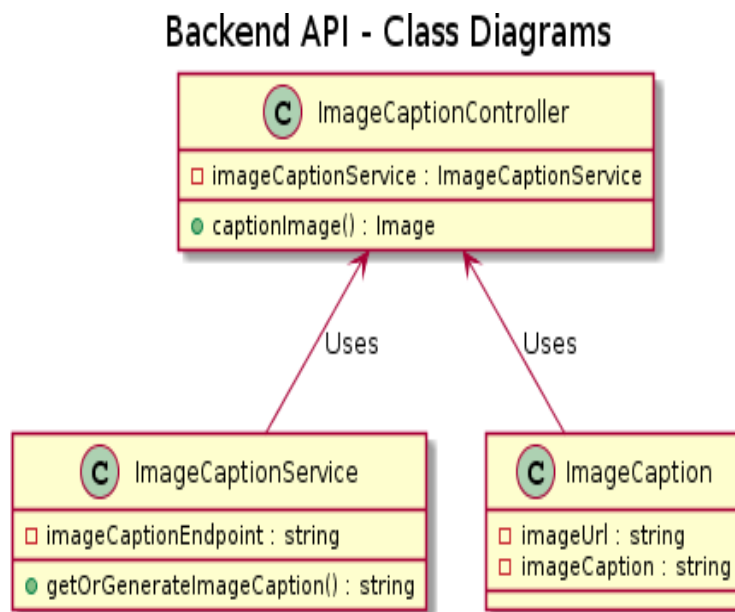 Backend API - Class Diagrams
C ImageCaptionController
imageCaptionService : ImageCaptionService
captionImage() : Image
Uses
Uses
C ImageCaptionService
imageCaptionEndpoint : string
getOrGenerateImageCaption() : string
C ImageCaption
imageUrl : string
imageCaption : string